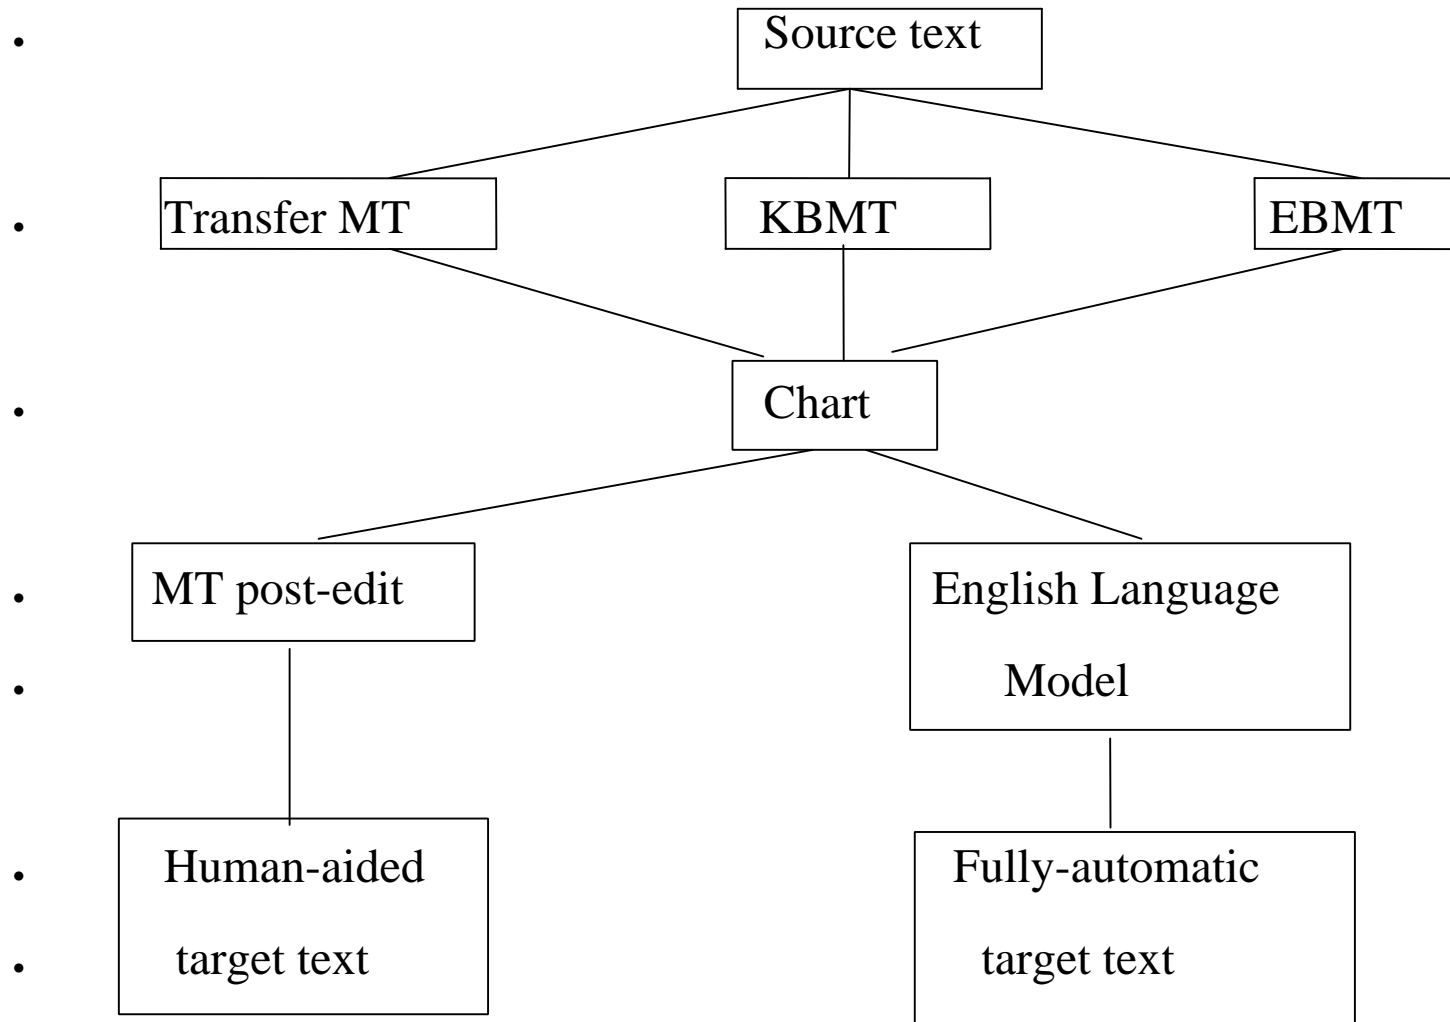 • Source text
• Transfer MT KBMT EBMT
• Chart
• MT post-edit English Language
• Model
• Human-aided Fully-automatic
• target text target text